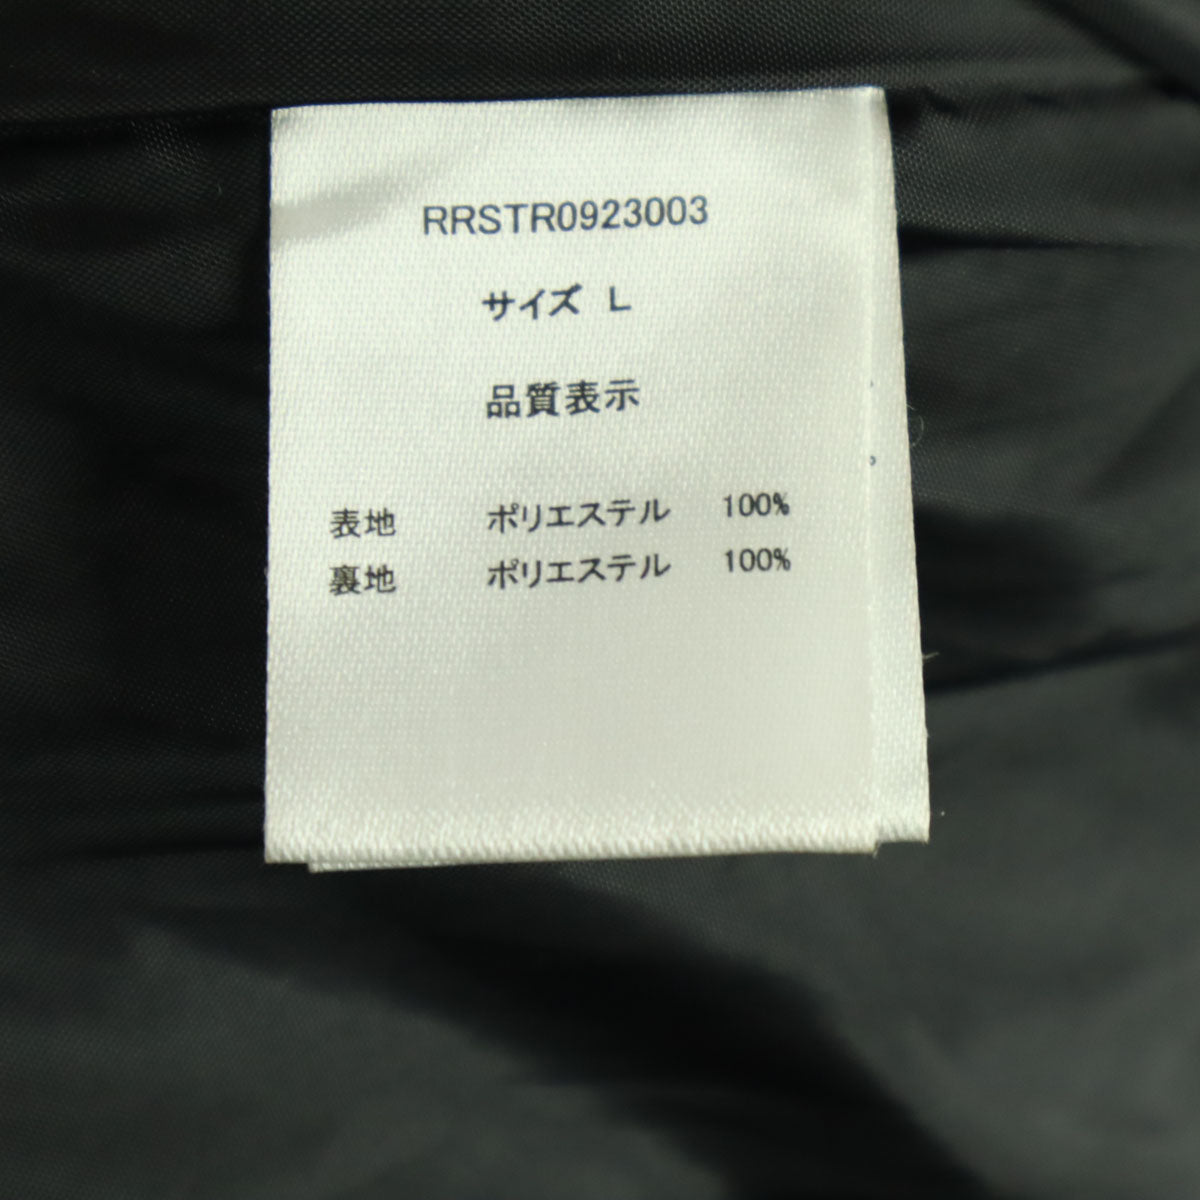 RRSTR0923003
サイズ L
品質表示
表地 ポリエステル 100%
裏地 ポリエステル 100%